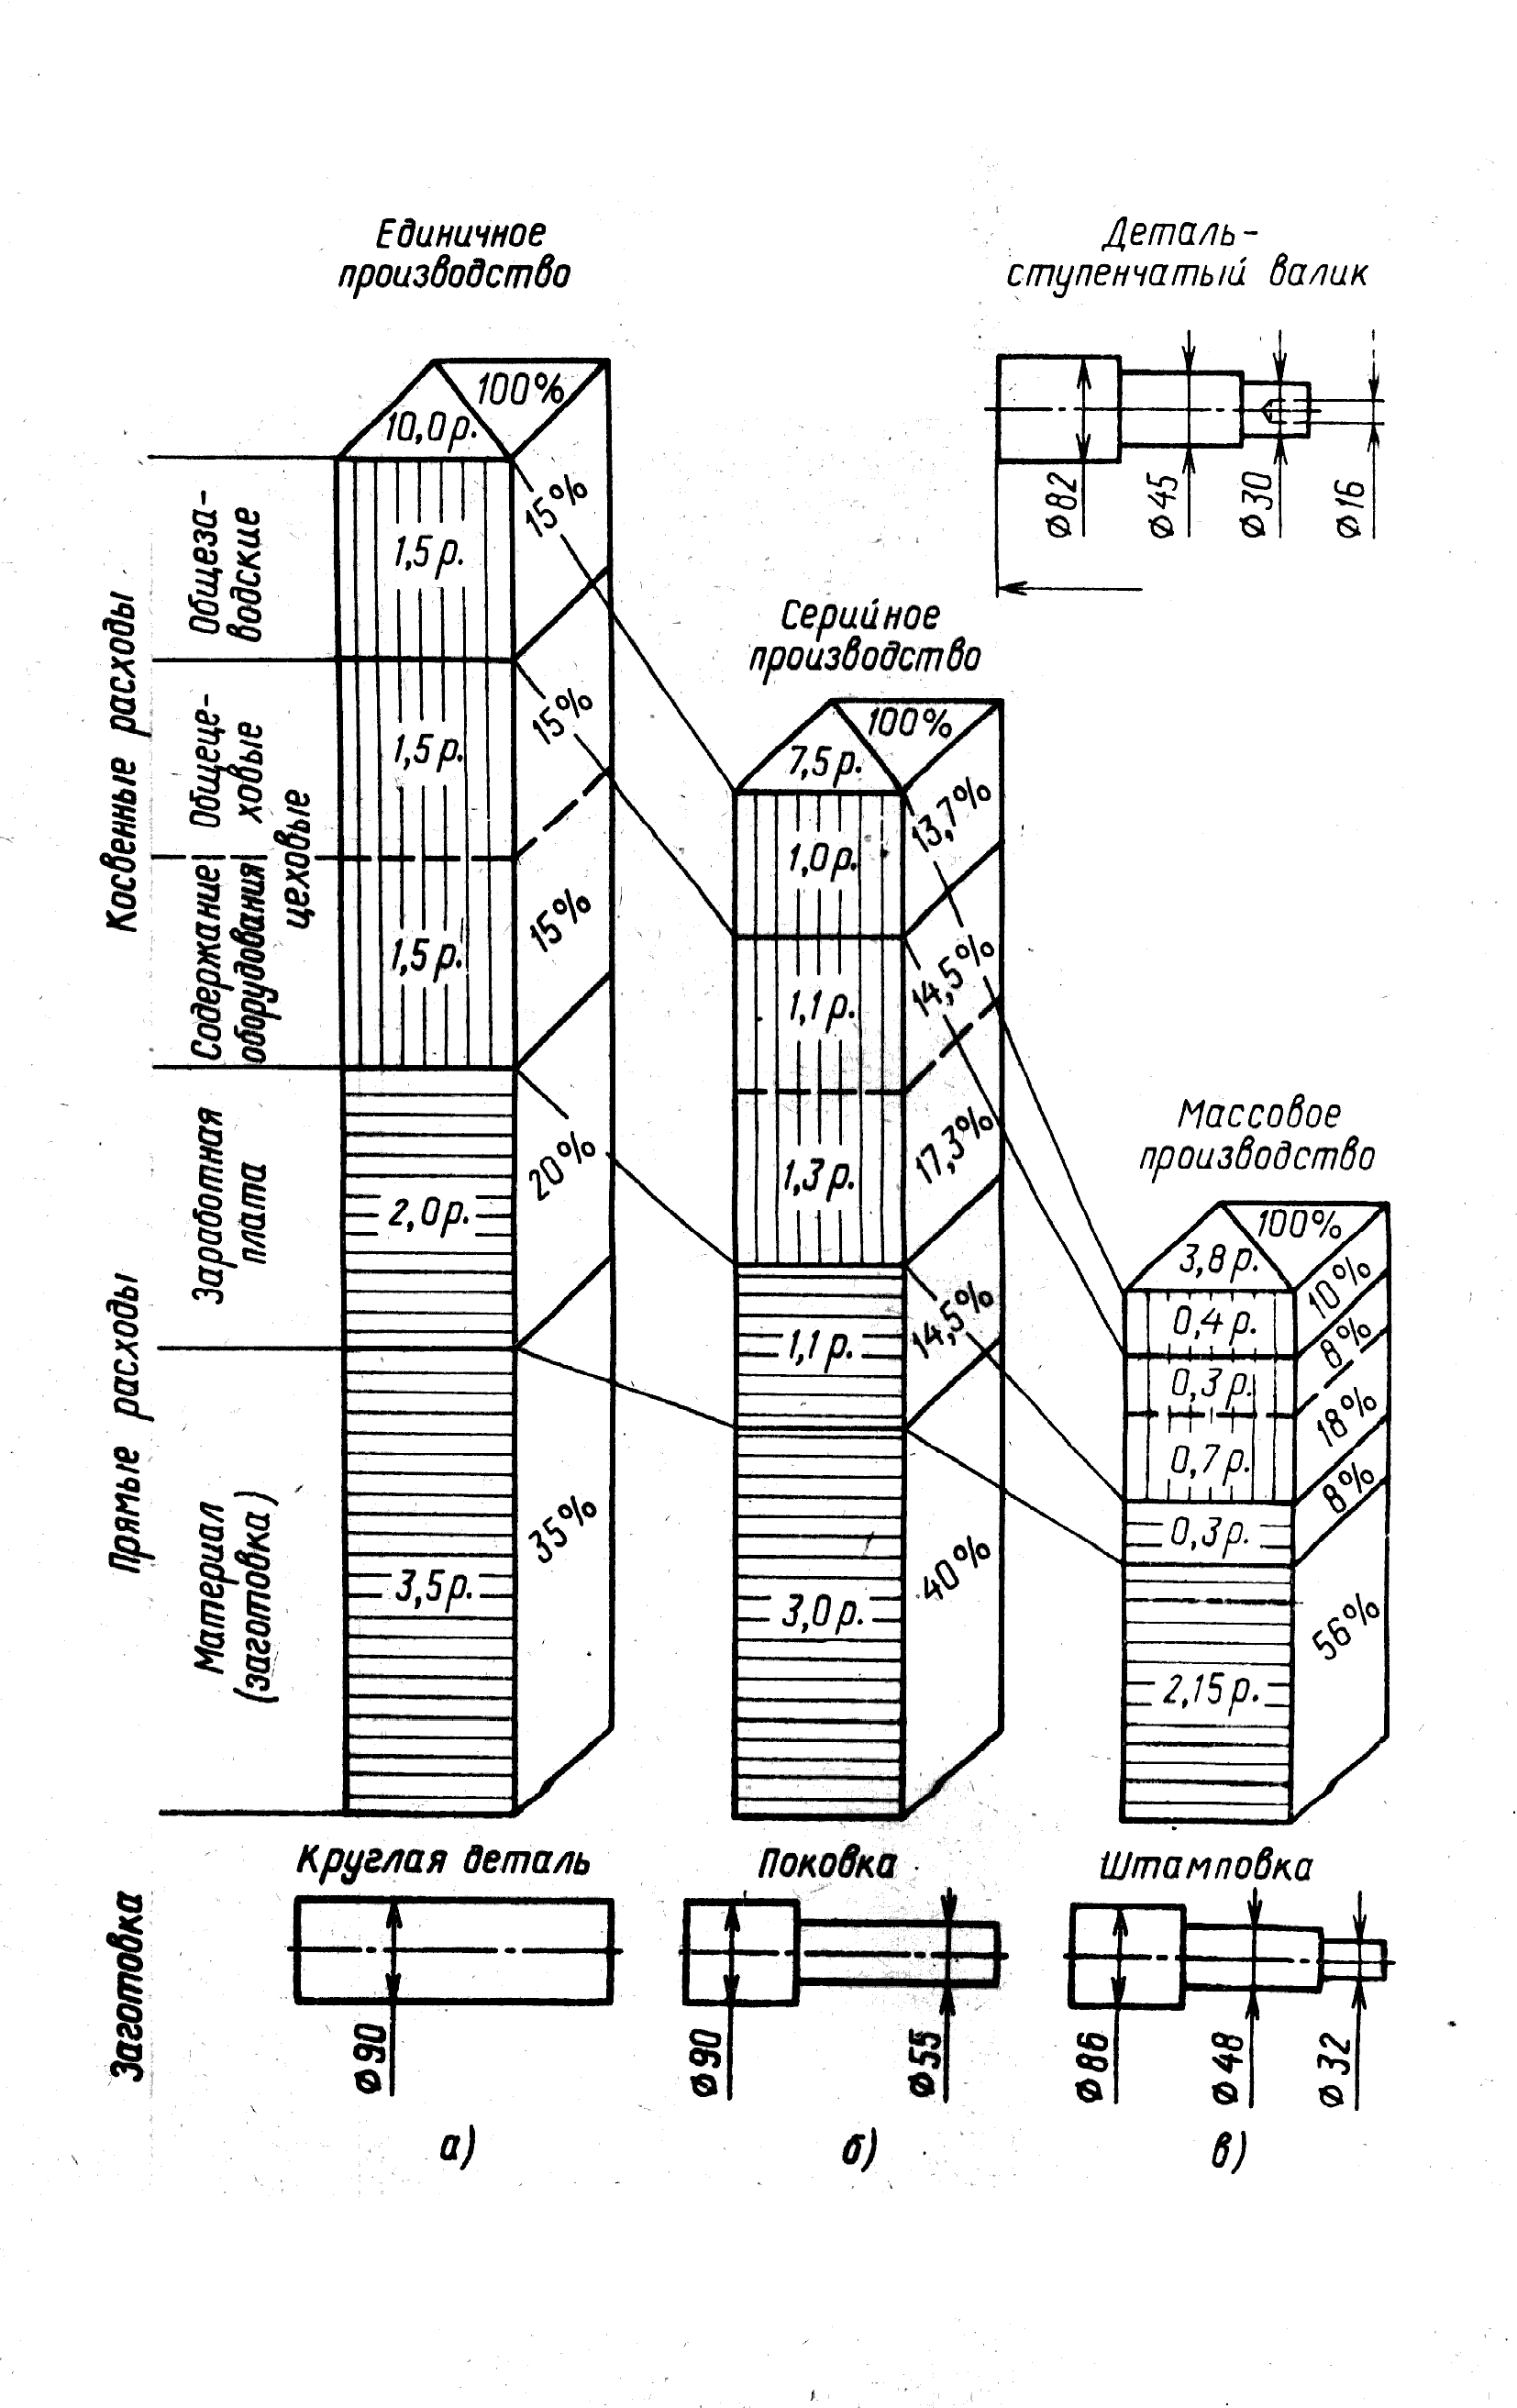 Единичное
производство
Деталь-
ступенчатый валик
100%
10,0 р.
15%
1,5 р.
15%
1,5 р.
15%
1,5 р.
20%
2,0 р.
35%
3,5 р.
Косвенные расходы
Общеза-
водские
Общеце-
ховые
Содержание
оборудования
цеховые
Прямые расходы
Заработная
плата
Материал
(заготовка)
Ø82
Ø45
Ø30
Ø16
Серийное
производство
100%
7,5 р.
13,7%
1,0 р.
14,5%
1,1 р.
17,3%
1,3 р.
14,5%
1,1 р.
40%
3,0 р.
Массовое
производство
100%
3,8 р.
10%
0,4 р.
8%
0,3 р.
18%
0,7 р.
8%
0,3 р.
56%
2,15 р.
Заготовка
Круглая деталь
Поковка
Штамповка
Ø90
Ø90
Ø55
Ø86
Ø48
Ø32
а)
б)
в)